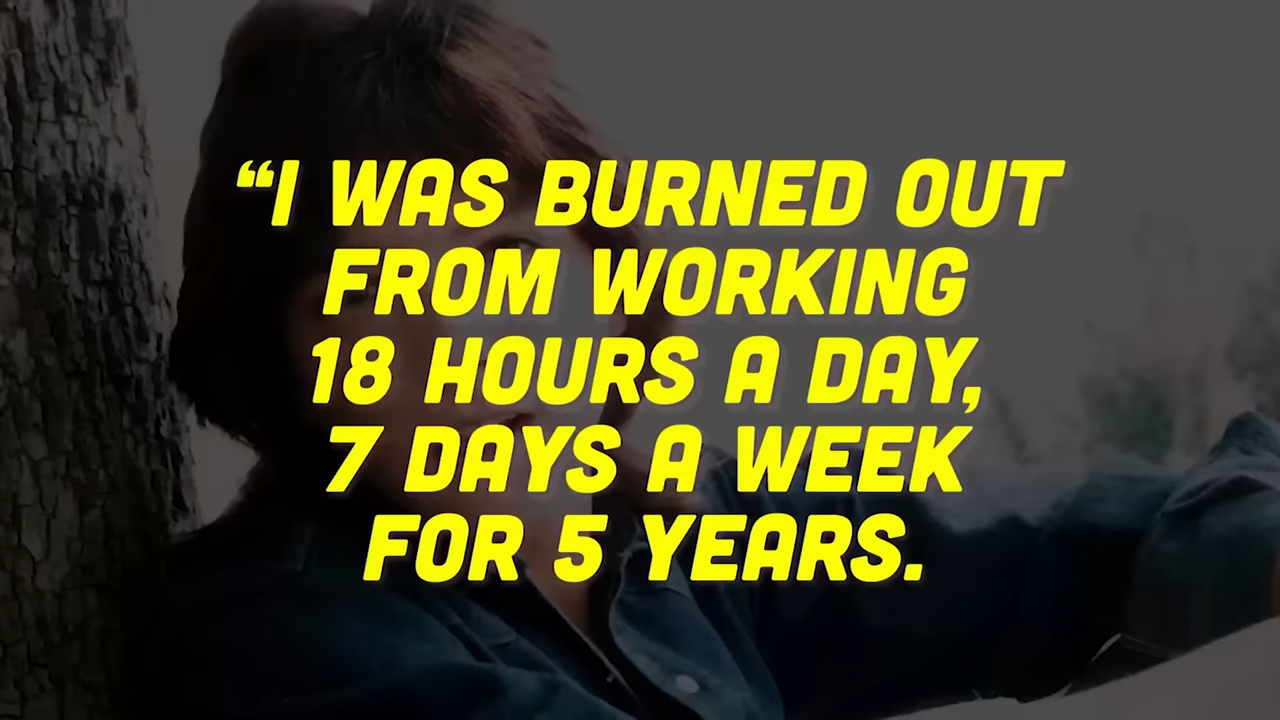 “I WAS BURNED OUT
FROM WORKING
18 HOURS A DAY,
7 DAYS A WEEK
FOR 5 YEARS.